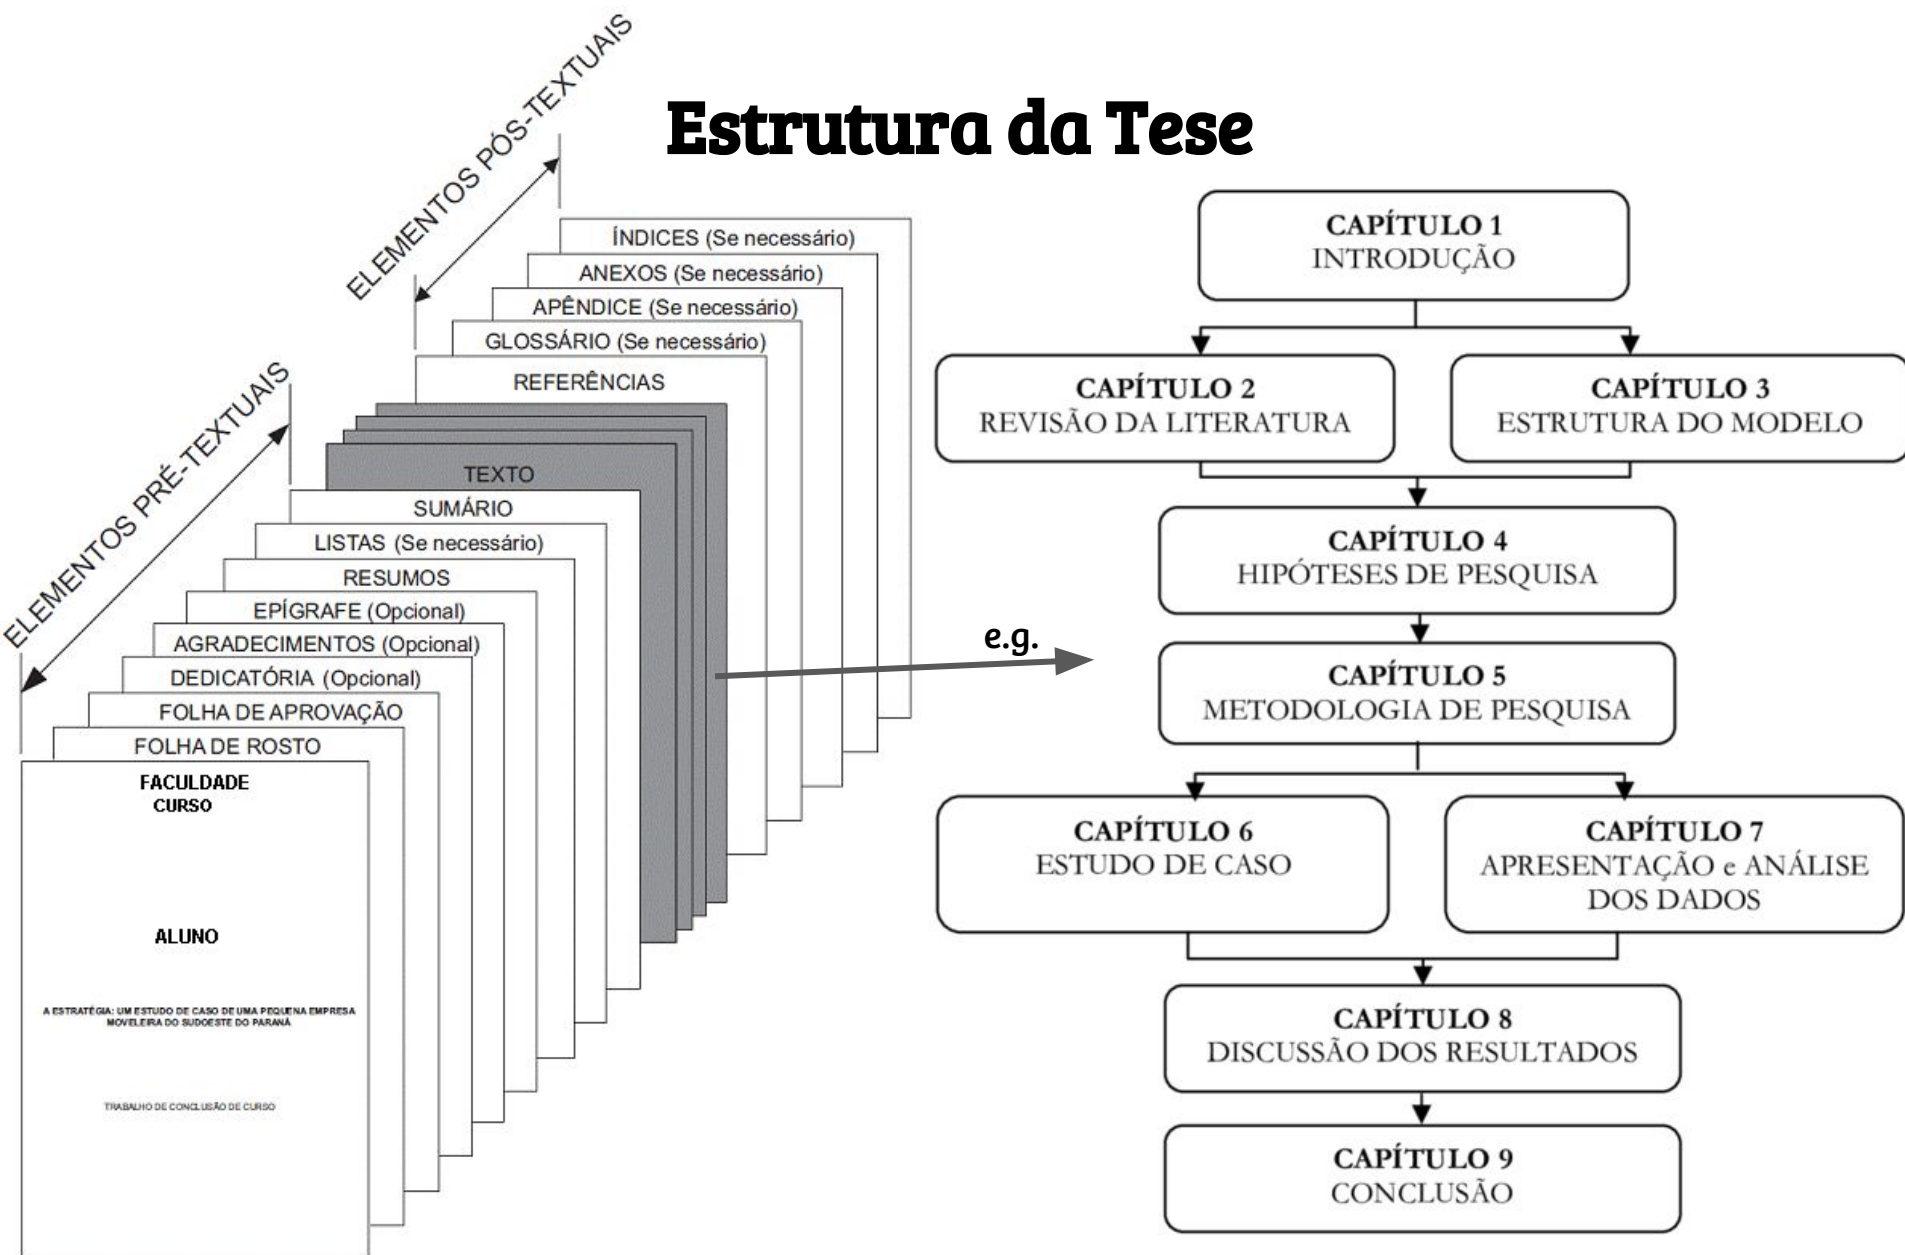 Estrutura da Tese
ELEMENTOS PÓS-TEXTUAIS
ÍNDICES (Se necessário)
ANEXOS (Se necessário)
APÊNDICE (Se necessário)
GLOSSÁRIO (Se necessário)
REFERÊNCIAS
TEXTO
ELEMENTOS PRÉ-TEXTUAIS
SUMÁRIO
LISTAS (Se necessário)
RESUMOS
EPÍGRAFE (Opcional)
AGRADECIMENTOS (Opcional)
DEDICATÓRIA (Opcional)
FOLHA DE APROVAÇÃO
FOLHA DE ROSTO
FACULDADE
CURSO
ALUNO
A ESTRATÉGIA: UM ESTUDO DE CASO DE UMA PEQUENA EMPRESA
MOVELEIRA DO SUDOESTE DO PARANÁ
TRABALHO DE CONCLUSÃO DE CURSO
e.g.
CAPÍTULO 1
INTRODUÇÃO
CAPÍTULO 2
REVISÃO DA LITERATURA
CAPÍTULO 3
ESTRUTURA DO MODELO
CAPÍTULO 4
HIPÓTESES DE PESQUISA
CAPÍTULO 5
METODOLOGIA DE PESQUISA
CAPÍTULO 6
ESTUDO DE CASO
CAPÍTULO 7
APRESENTAÇÃO e ANÁLISE
DOS DADOS
CAPÍTULO 8
DISCUSSÃO DOS RESULTADOS
CAPÍTULO 9
CONCLUSÃO